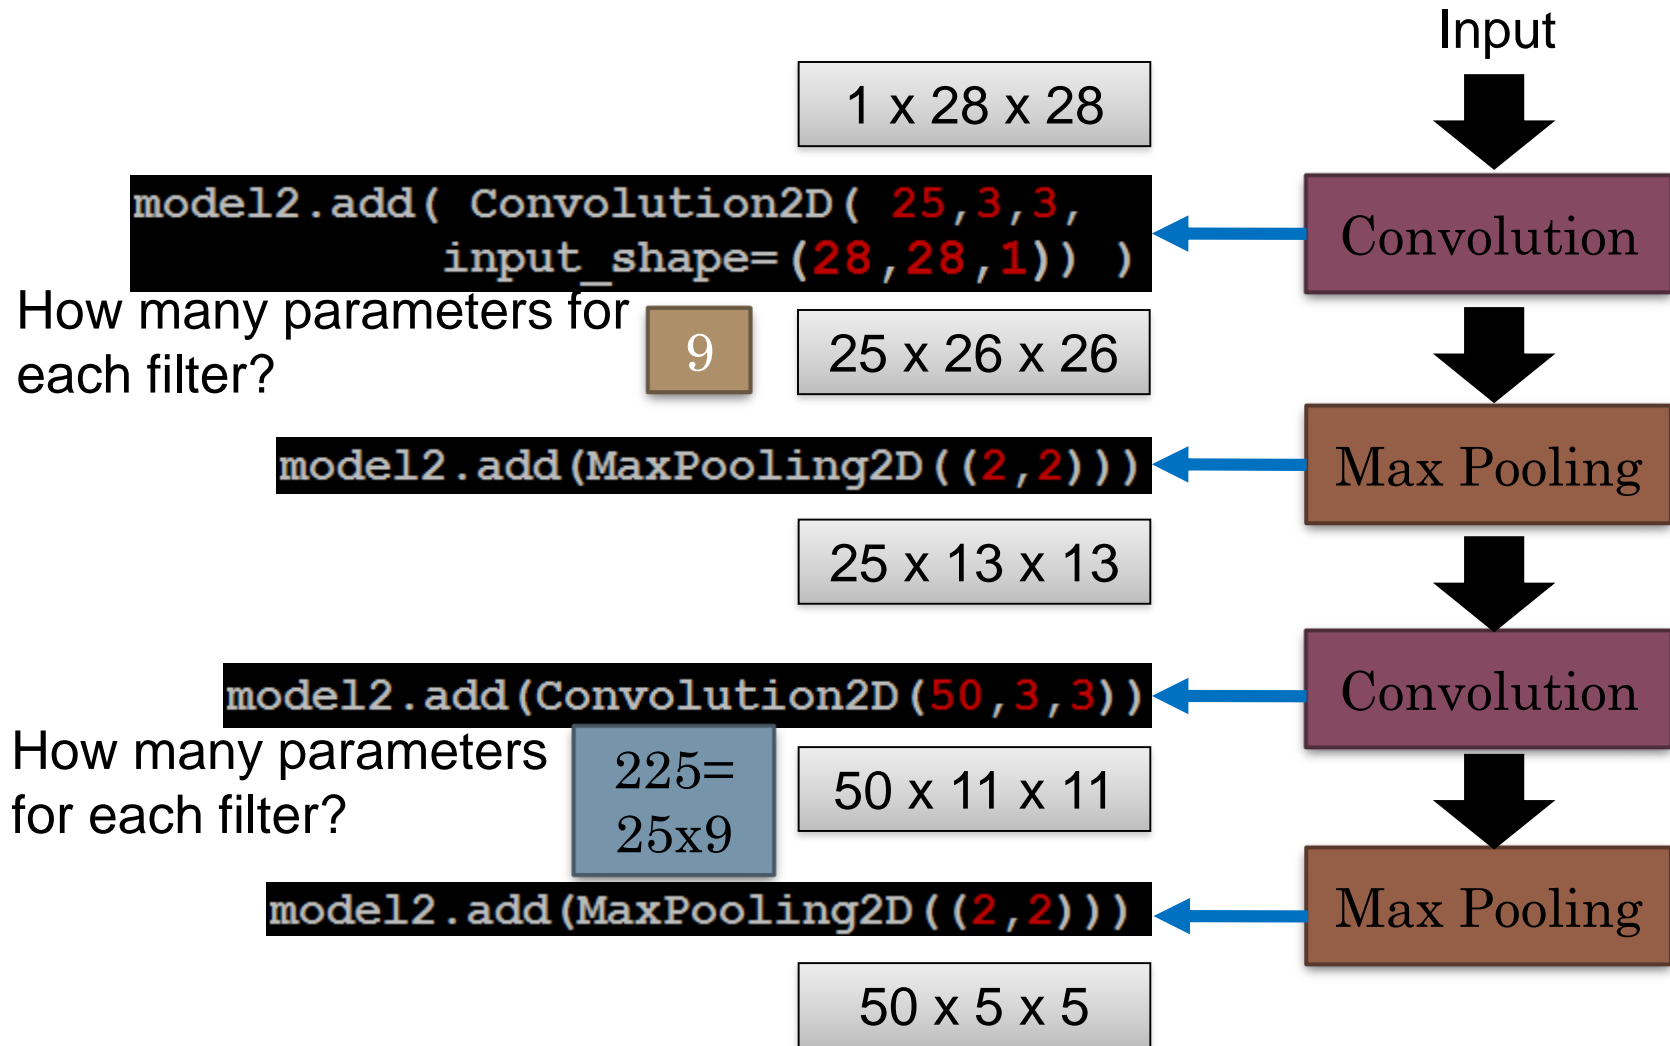 Input
1 x 28 x 28
model2.add( Convolution2D( 25,3,3,
input_shape=(28,28,1)) )
Convolution
How many parameters for
each filter?
9
25 x 26 x 26
model2.add(MaxPooling2D((2,2)))
Max Pooling
25 x 13 x 13
model2.add(Convolution2D(50,3,3))
Convolution
How many parameters
for each filter?
225=
25x9
50 x 11 x 11
model2.add(MaxPooling2D((2,2)))
Max Pooling
50 x 5 x 5